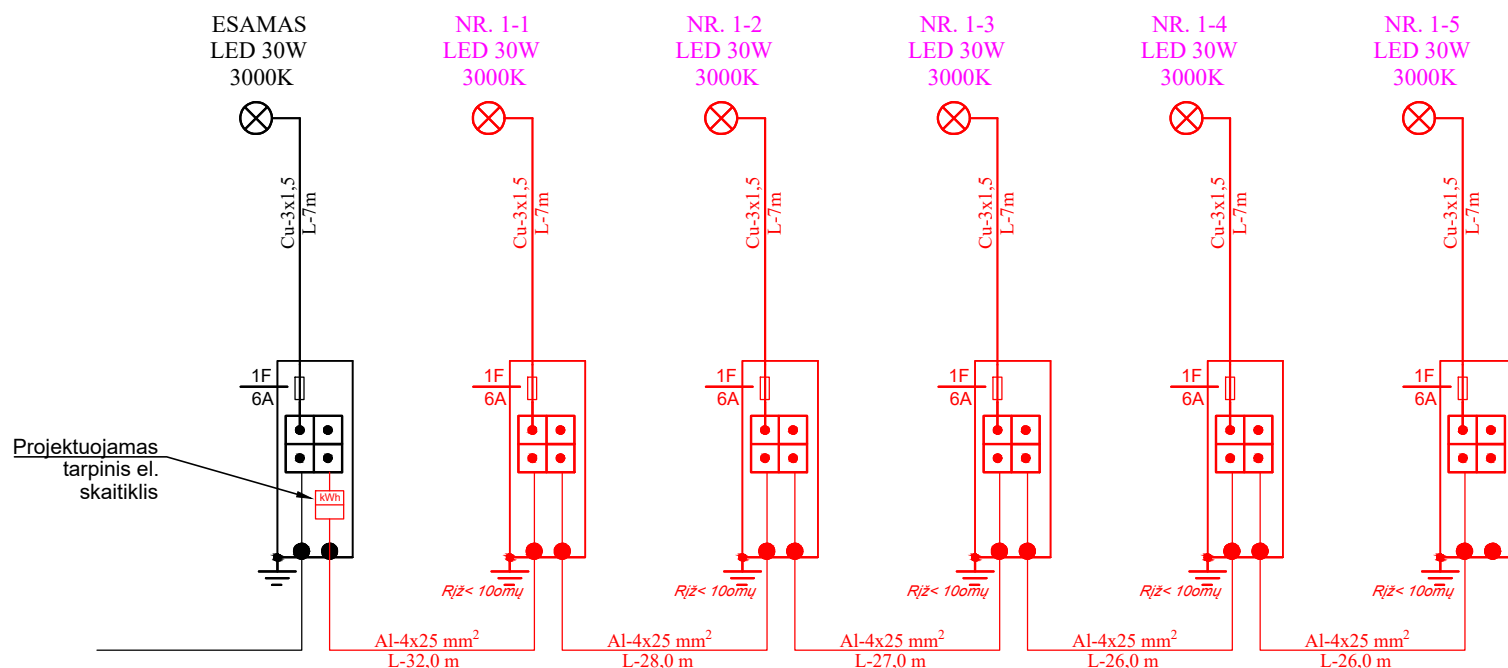 ESAMAS
LED 30W
3000K
NR. 1-1
LED 30W
3000K
NR. 1-2
LED 30W
3000K
NR. 1-3
LED 30W
3000K
NR. 1-4
LED 30W
3000K
NR. 1-5
LED 30W
3000K
Cu-3x1,5
L-7m
Cu-3x1,5
L-7m
Cu-3x1,5
L-7m
Cu-3x1,5
L-7m
Cu-3x1,5
L-7m
Cu-3x1,5
L-7m
1F
6A
1F
6A
1F
6A
1F
6A
1F
6A
1F
6A
Projektuojamas
tarpinis el.
skaitiklis
kWh
Rįž< 10omų
Rįž< 10omų
Rįž< 10omų
Rįž< 10omų
Rįž< 10omų
Al-4x25 mm²
L-32,0 m
Al-4x25 mm²
L-28,0 m
Al-4x25 mm²
L-27,0 m
Al-4x25 mm²
L-26,0 m
Al-4x25 mm²
L-26,0 m